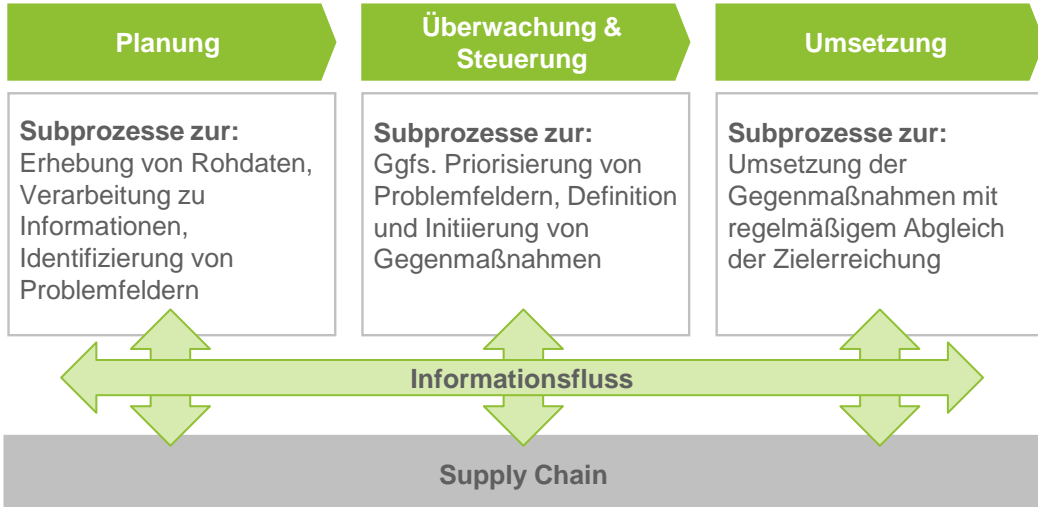 Planung
Überwachung &
Steuerung
Umsetzung
Subprozesse zur:
Erhebung von Rohdaten,
Verarbeitung zu
Informationen,
Identifizierung von
Problemfeldern
Subprozesse zur:
Ggfs. Priorisierung von
Problemfeldern, Definition
und Initiierung von
Gegenmaßnahmen
Subprozesse zur:
Umsetzung der
Gegenmaßnahmen mit
regelmäßigem Abgleich
der Zielerreichung
Informationsfluss
Supply Chain